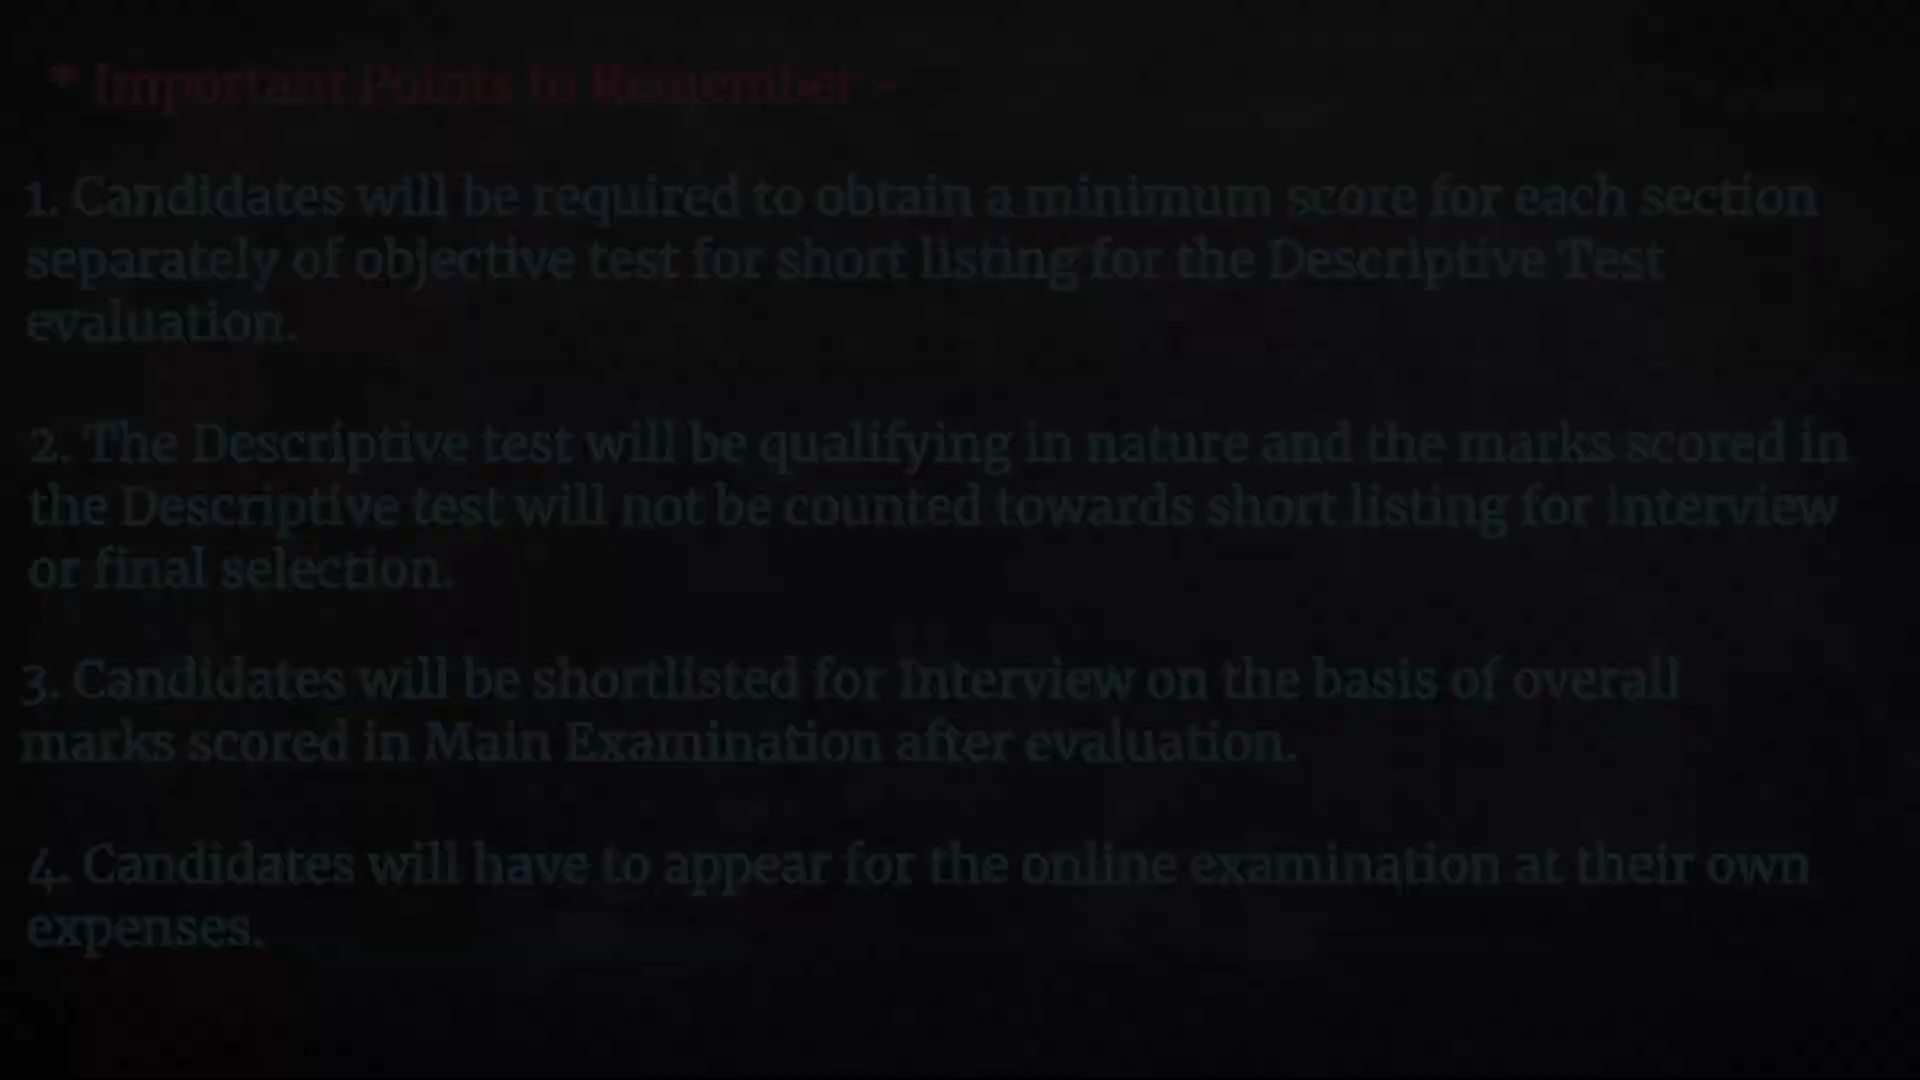 * Important Points to Remember -
1. Candidates will be required to obtain a minimum score for each section
separately of objective test for short listing for the Descriptive Test
evaluation.
2. The Descriptive test will be qualifying in nature and the marks scored in
the Descriptive test will not be counted towards short listing for interview
or final selection.
3. Candidates will be shortlisted for Interview on the basis of overall
marks scored in Main Examination after evaluation.
4. Candidates will have to appear for the online examination at their own
expenses.